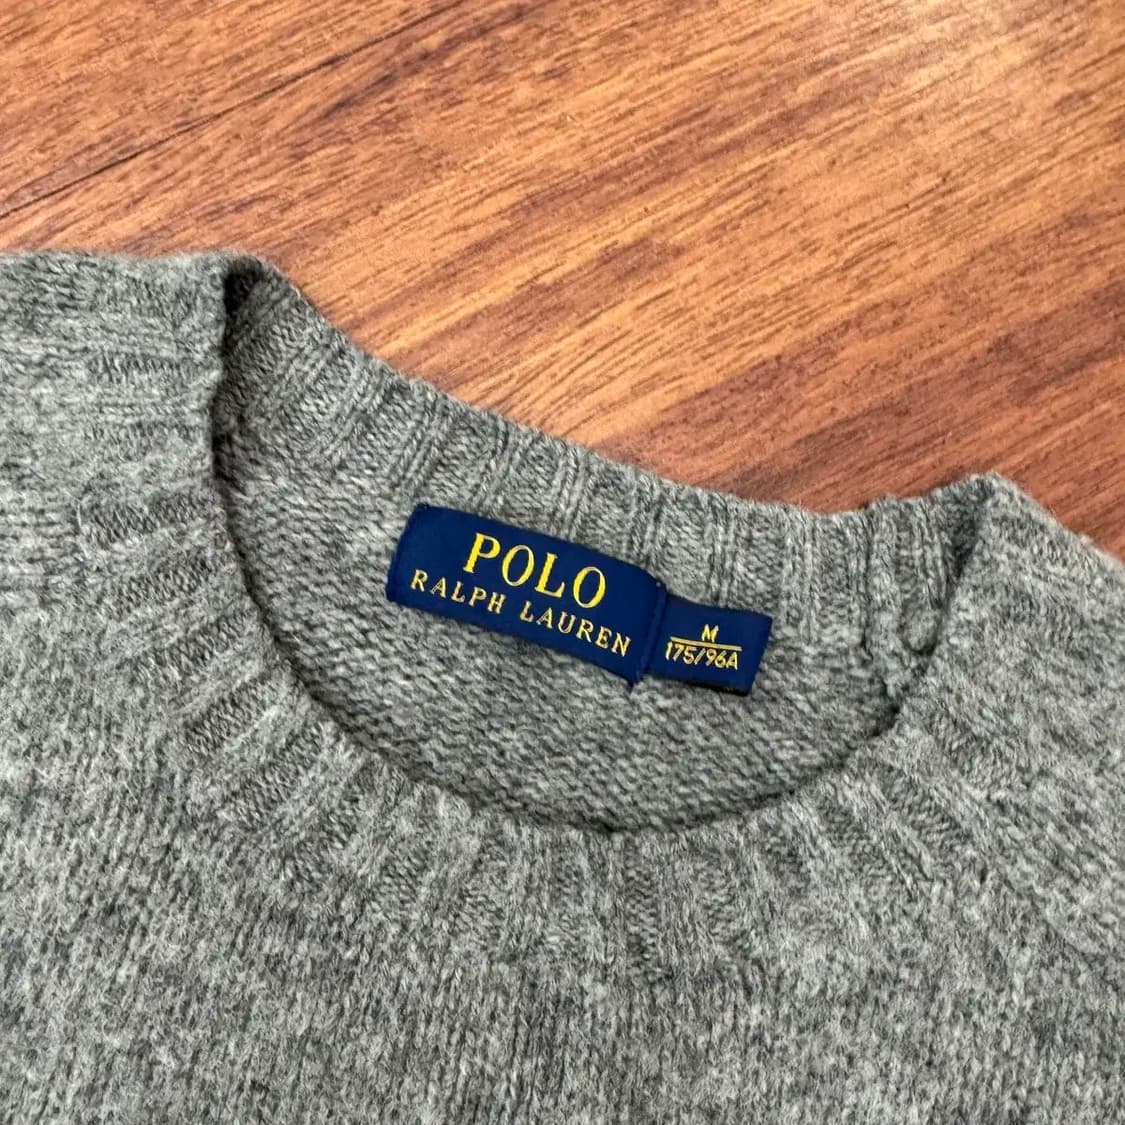 POLO
RALPH LAUREN
M
175/96A